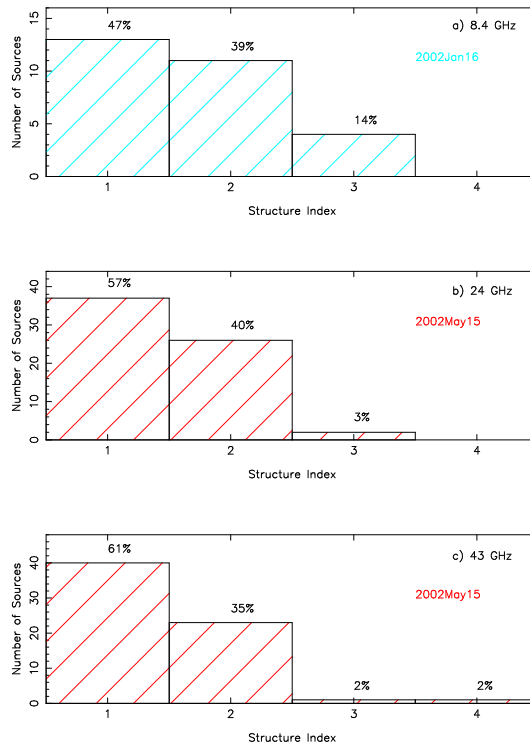 15
47%
a) 8.4 GHz
39%
2002Jan16
10
Number of Sources
14%
5
0
1 2 3 4
Structure Index
40
57%
b) 24 GHz
40%
2002May15
30
Number of Sources
20
10
3%
0
1 2 3 4
Structure Index
61%
c) 43 GHz
40
2002May15
35%
30
Number of Sources
20
10
2% 2%
0
1 2 3 4
Structure Index